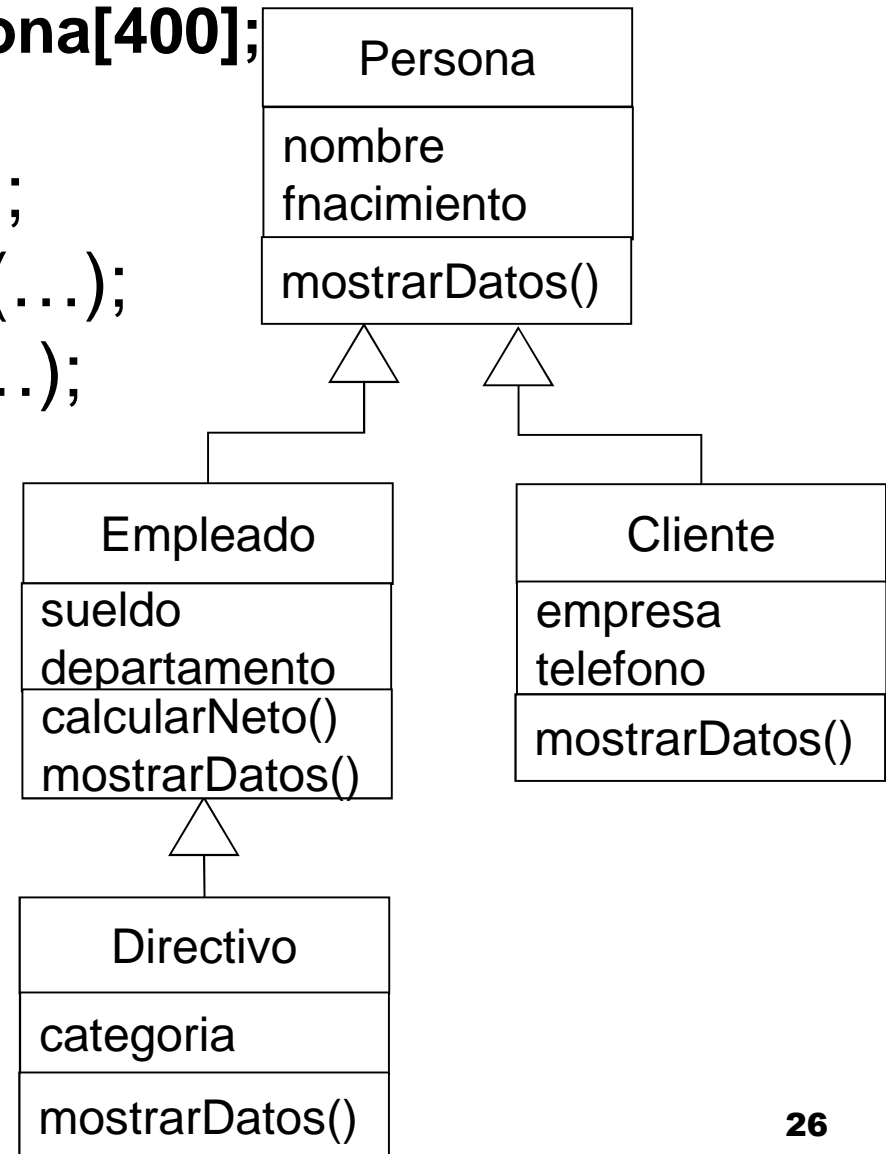 ona[400];
;
(…);
..);
Persona
nombre
fnacimiento
mostrarDatos()
Empleado
sueldo
departamento
calcularNeto()
mostrarDatos()
Cliente
empresa
telefono
mostrarDatos()
Directivo
categoria
mostrarDatos()
26